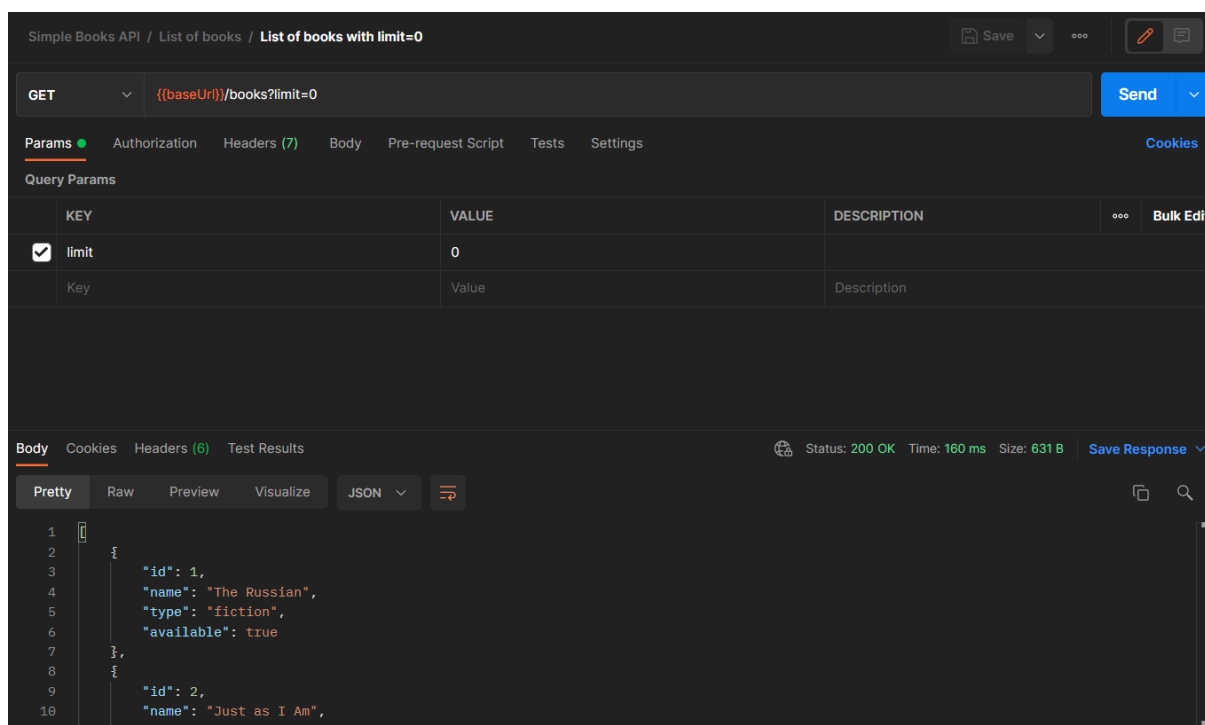 Simple Books API / List of books / List of books with limit=0 Save ooo
GET {{baseUrl}}/books?limit=0 Send
Params Authorization Headers (7) Body Pre-request Script Tests Settings Cookies
Query Params
KEY VALUE DESCRIPTION ooo Bulk Edi
limit 0
Key Value Description
Body Cookies Headers (6) Test Results Status: 200 OK Time: 160 ms Size: 631 B Save Response
Pretty Raw Preview Visualize JSON
1 [
2 {
3 "id": 1,
4 "name": "The Russian",
5 "type": "fiction",
6 "available": true
7 },
8 {
9 "id": 2,
10 "name": "Just as I Am",